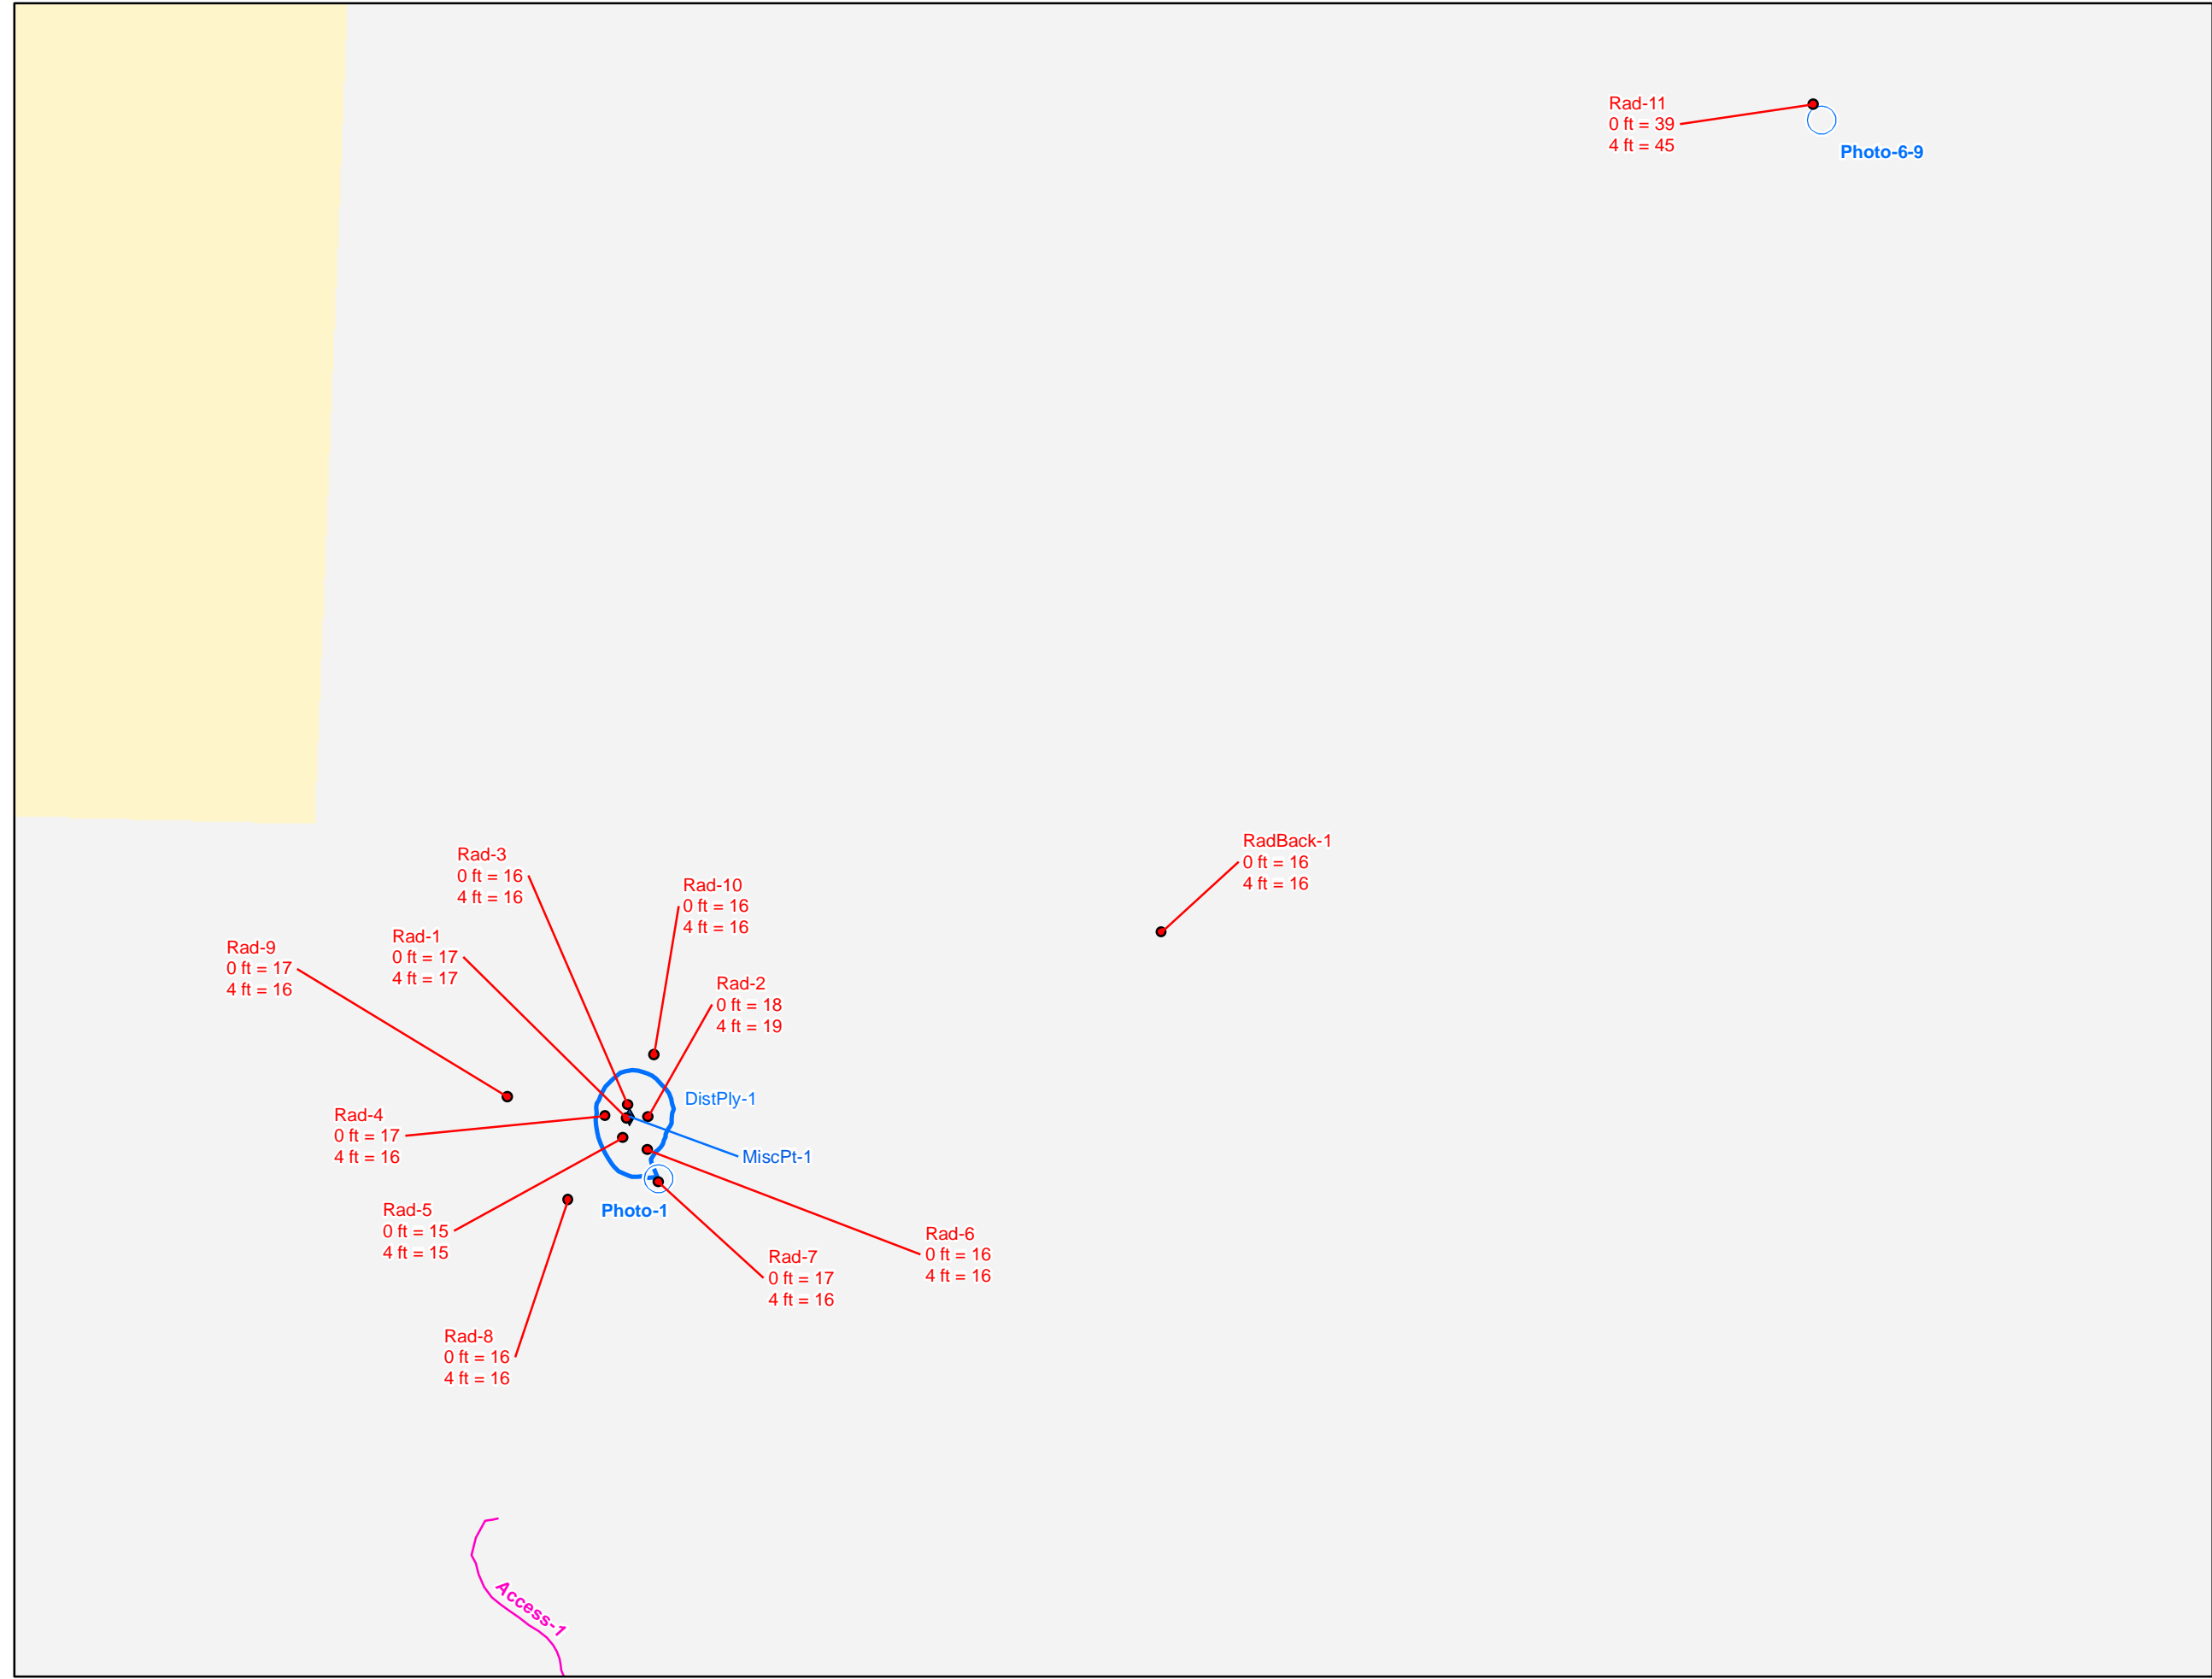 Rad-11
0 ft = 39
4 ft = 45
Photo-6-9
RadBack-1
0 ft = 16
4 ft = 16
Rad-3
0 ft = 16
4 ft = 16
Rad-10
0 ft = 16
4 ft = 16
Rad-1
0 ft = 17
4 ft = 17
Rad-9
0 ft = 17
4 ft = 16
Rad-2
0 ft = 18
4 ft = 19
DistPly-1
Rad-4
0 ft = 17
4 ft = 16
MiscPt-1
Rad-5
0 ft = 15
4 ft = 15
Photo-1
Rad-6
0 ft = 16
4 ft = 16
Rad-7
0 ft = 17
4 ft = 16
Rad-8
0 ft = 16
4 ft = 16
Access-1